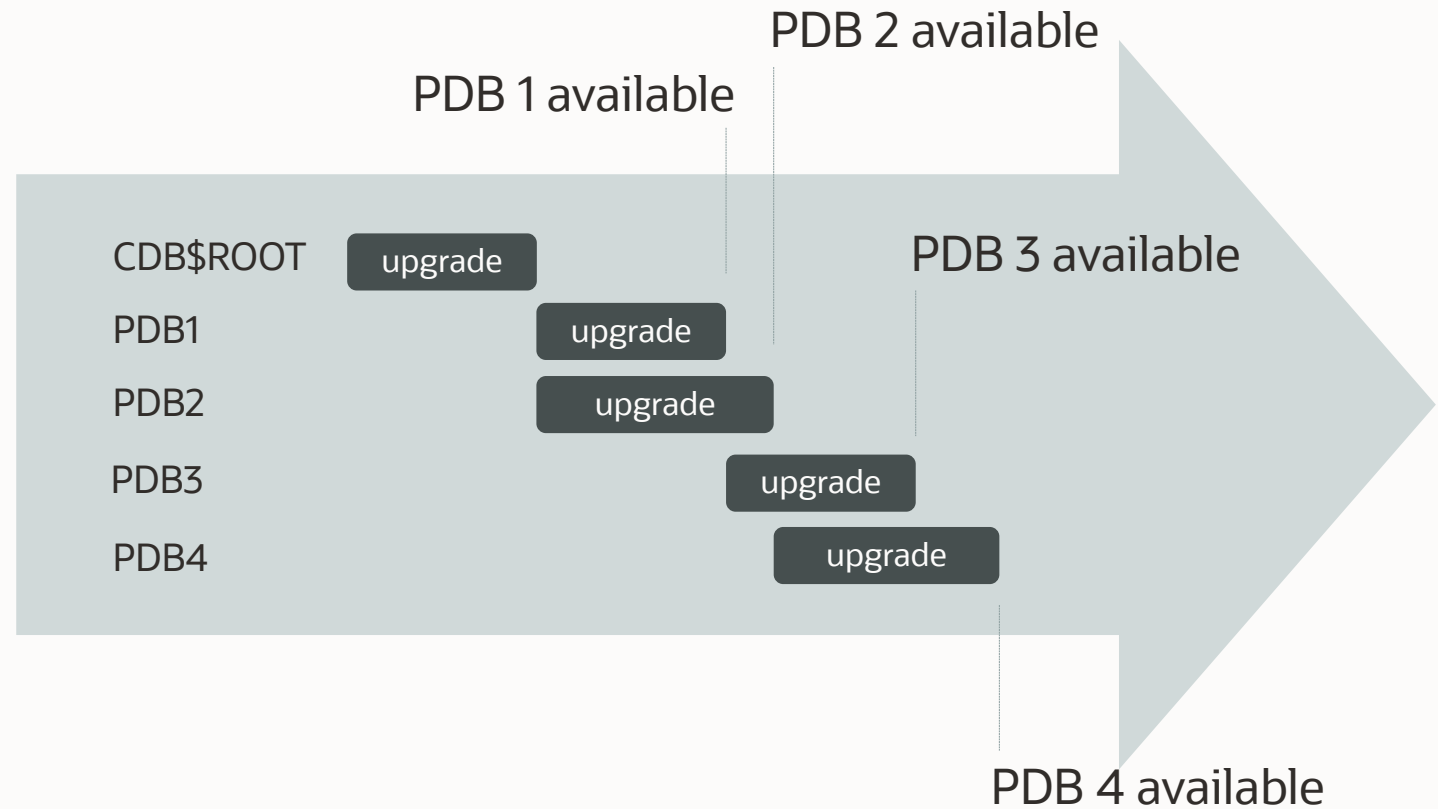 PDB 2 available
PDB 1 available
CDB$ROOT upgrade
PDB 3 available
PDB1 upgrade
PDB2 upgrade
PDB3 upgrade
PDB4 upgrade
PDB 4 available